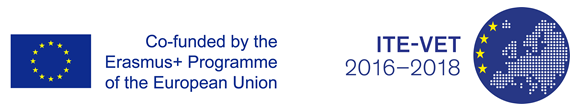 Co-funded by the
Erasmus+ Programme
of the European Union
ITE-VET
2016–2018